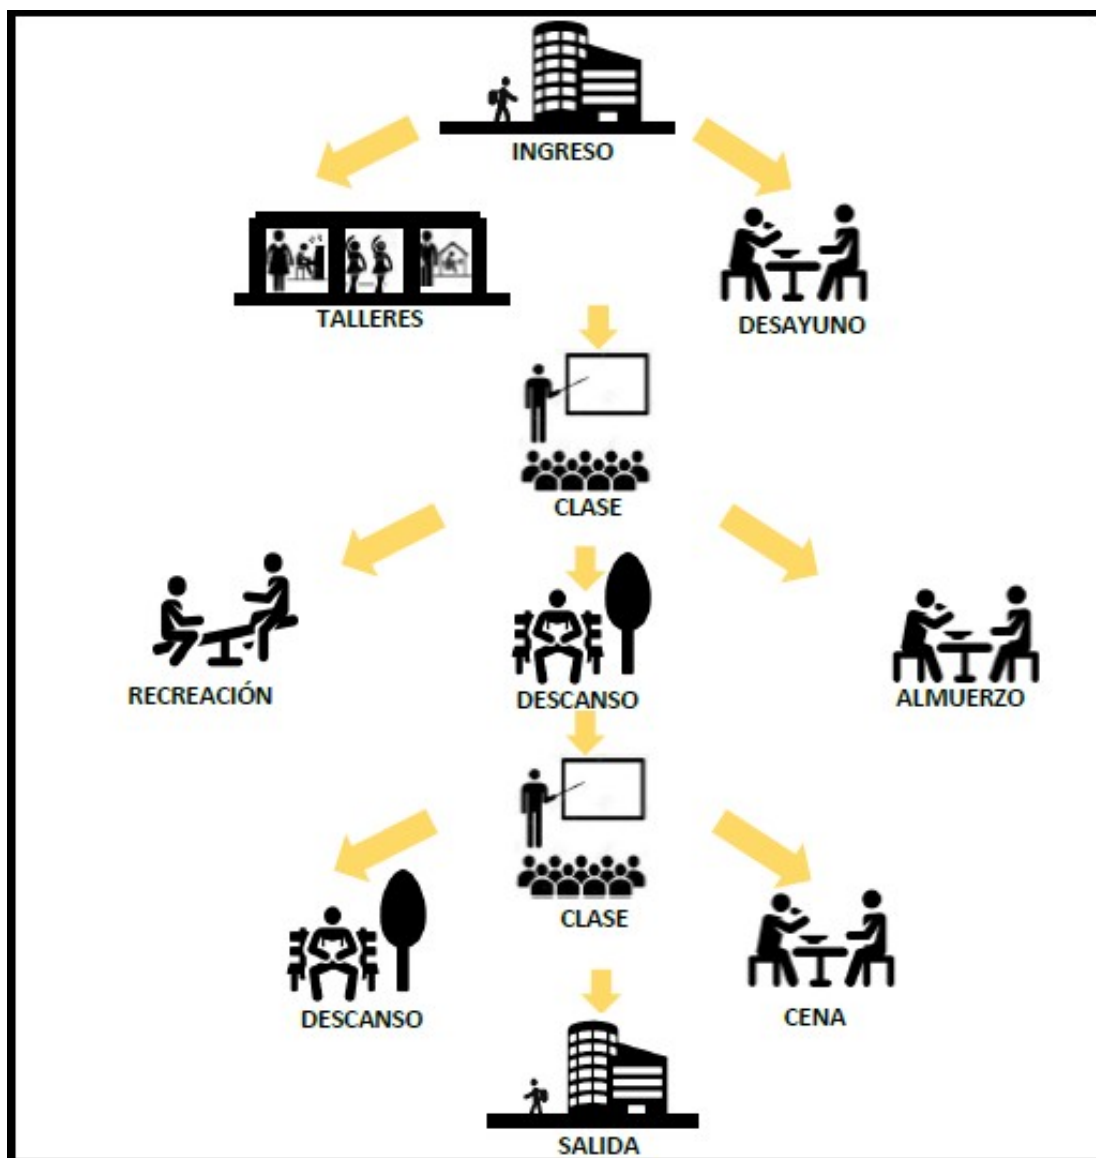 INGRESO
TALLERES
DESAYUNO
CLASE
RECREACIÓN
DESCANSO
ALMUERZO
CLASE
DESCANSO
CENA
SALIDA